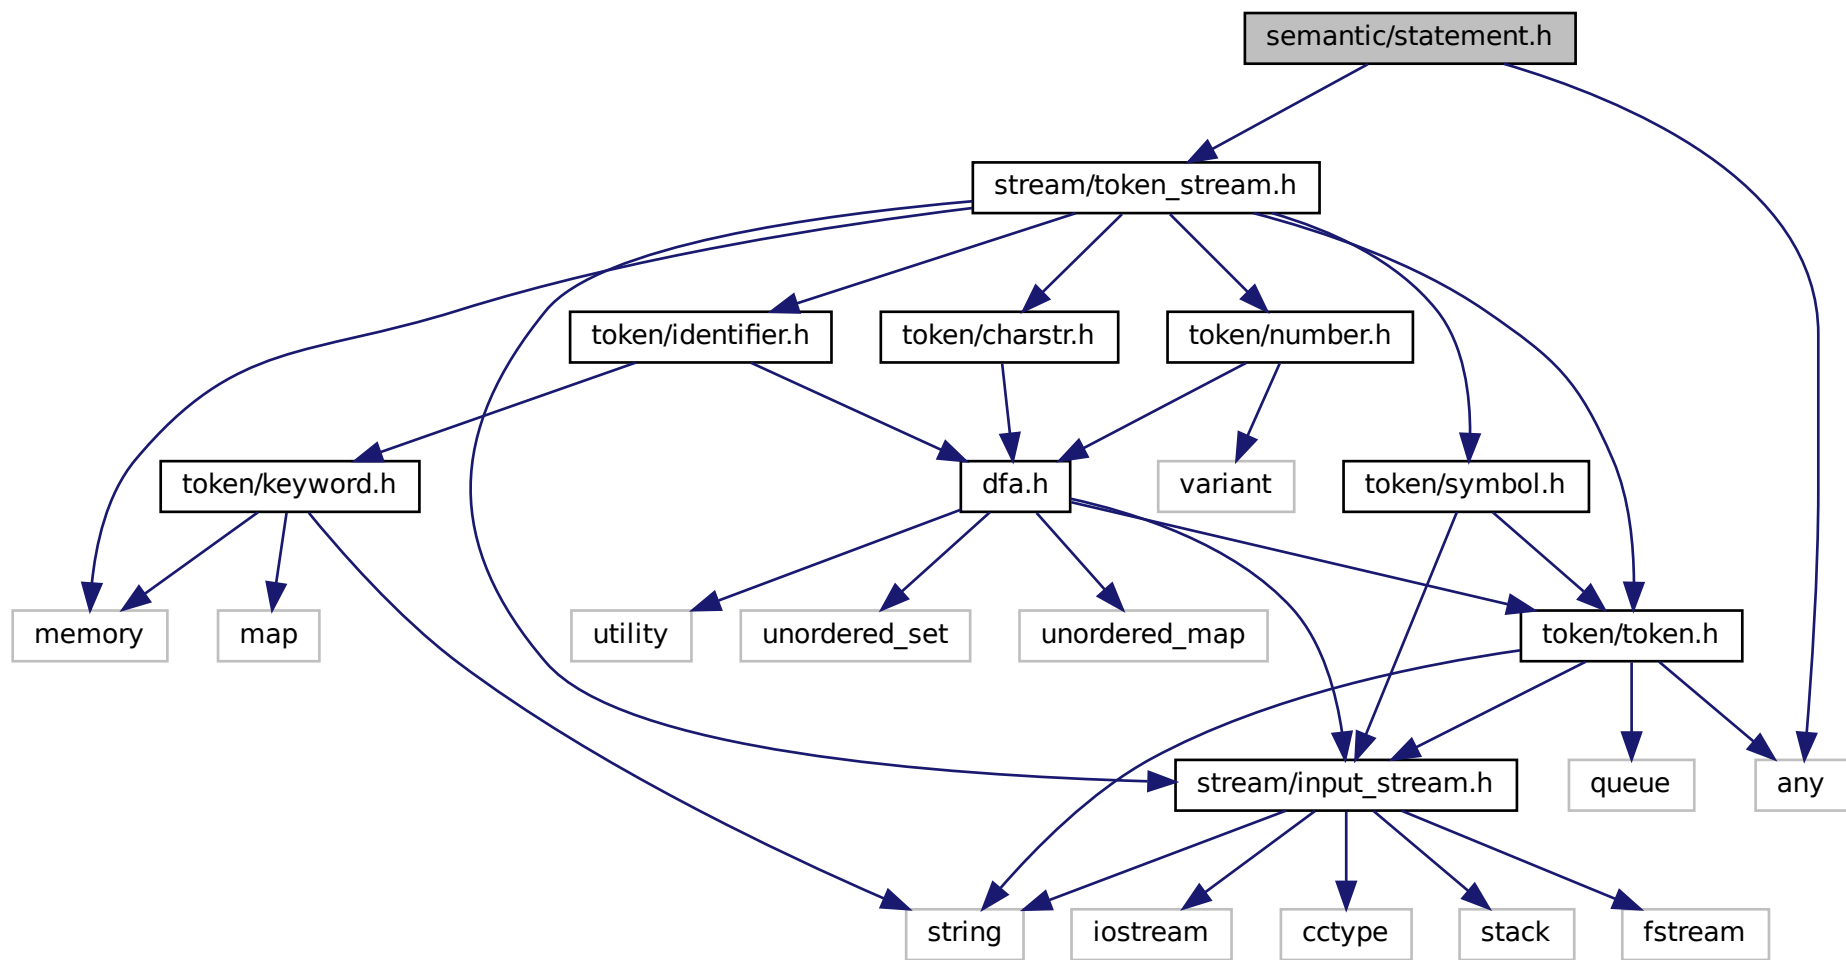 semantic/statement.h
stream/token_stream.h
token/identifier.h
token/charstr.h
token/number.h
token/keyword.h
dfa.h
variant
token/symbol.h
memory
map
utility
unordered_set
unordered_map
token/token.h
stream/input_stream.h
queue
any
string
iostream
cctype
stack
fstream